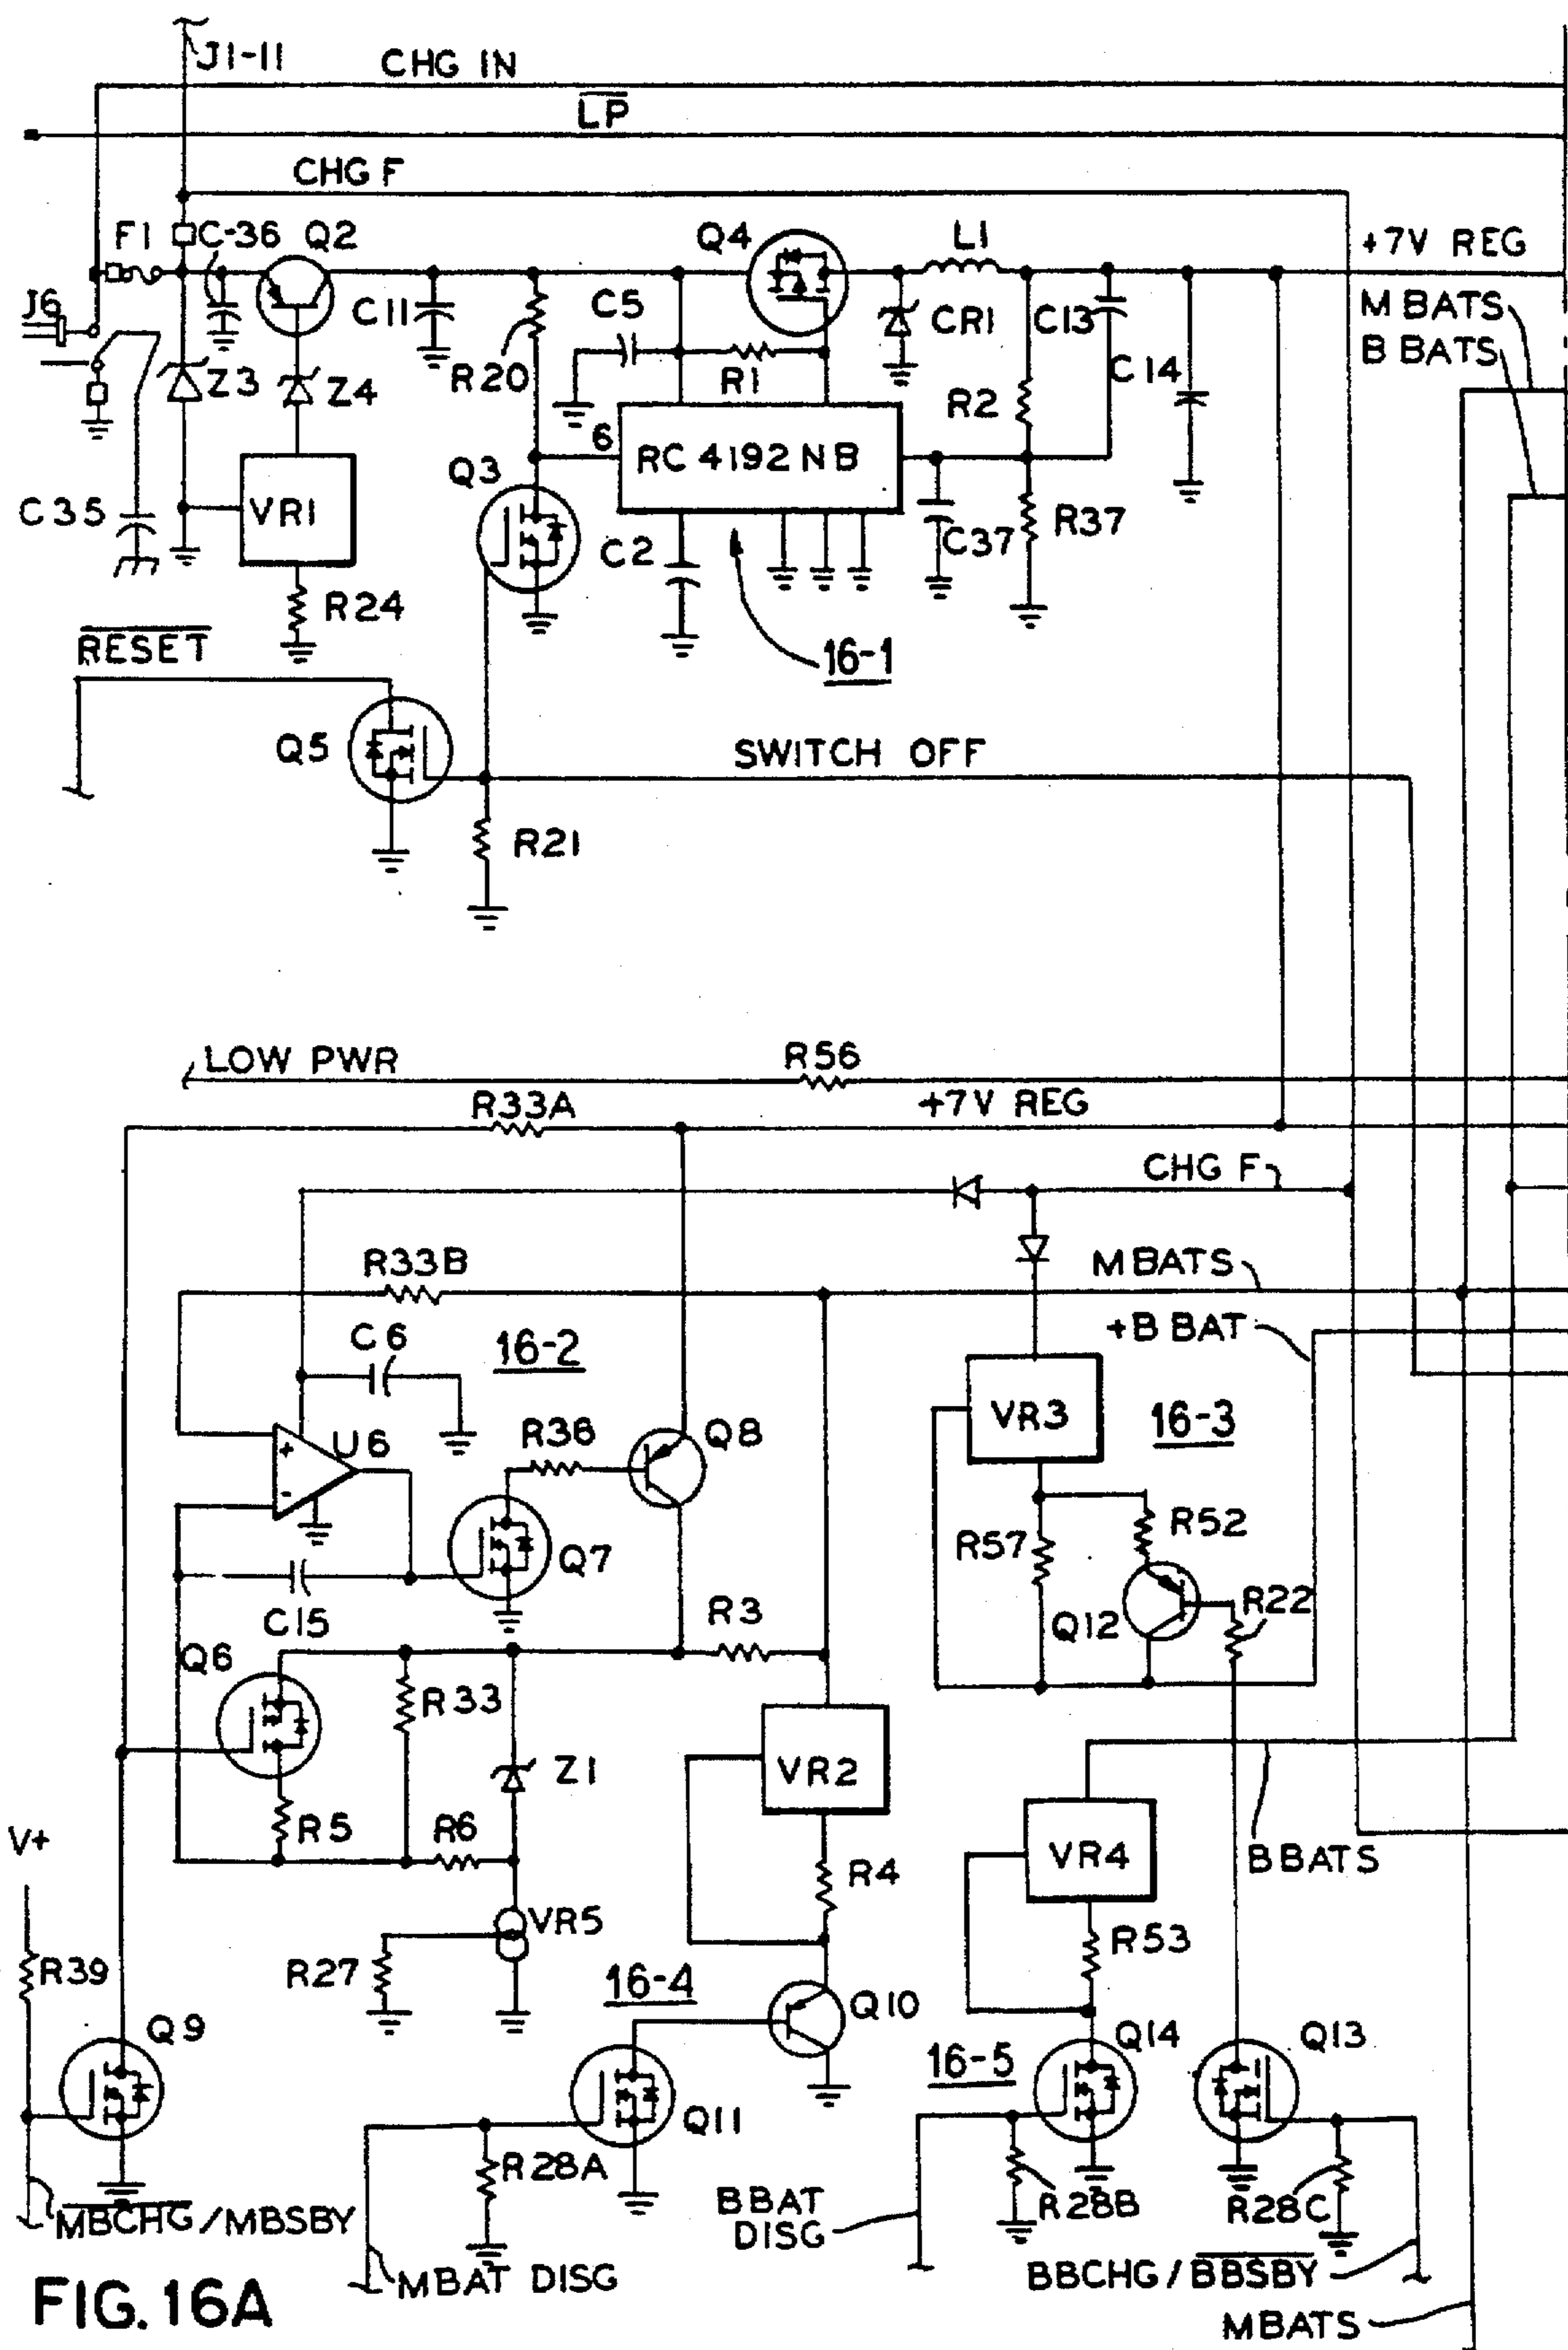 J1-11
CHG IN
LP
CHG F
F1
C-36
Q2
Q4
L1
+7V REG
M BATS
B BATS
J6
C11
R20
C5
R1
CR1
C13
C14
Z3
Z4
R2
6
RC 4192 NB
Q3
VR1
C35
C2
C37
R37
R24
RESET
16-1
Q5
SWITCH OFF
R21
LOW PWR
R56
R33A
+7V REG
CHG F
R33B
M BATS
+B BAT
C6
16-2
VR3
16-3
U6
+
-
R38
Q8
Q7
R57
R52
C15
R3
Q12
R22
Q6
R33
Z1
VR2
V+
R5
R6
VR4
B BATS
R4
VR5
R53
R39
R27
16-4
Q10
Q9
Q14
Q13
16-5
Q11
R28A
R28B
R28C
MBCHG/MBSBY
BBAT
DISG
MBAT DISG
BBCHG/BBSBY
MBATS
FIG. 16A